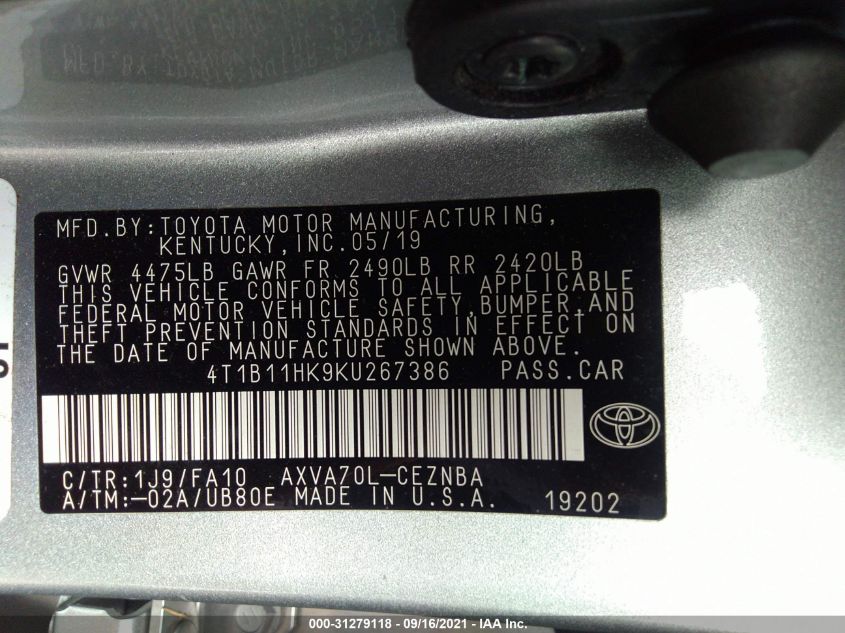 MFD.BY:TOYOTA MOTOR MANUFACTURING,
KENTUCKY,INC.05/19
GVWR 4475LB GAWR FR 2490LB RR 2420LB
THIS VEHICLE CONFORMS TO ALL APPLICABLE
FEDERAL MOTOR VEHICLE SAFETY,BUMPER,AND
THEFT PREVENTION STANDARDS IN EFFECT ON
THE DATE OF MANUFACTURE SHOWN ABOVE.
4T1B11HK9KU267386 PASS.CAR
C/TR:1J9/FA10 AXVA70L-CEZNBA
A/TM:-02A/UB80E MADE IN U.S.A. 19202
000-31279118 - 09/16/2021 - IAA Inc.